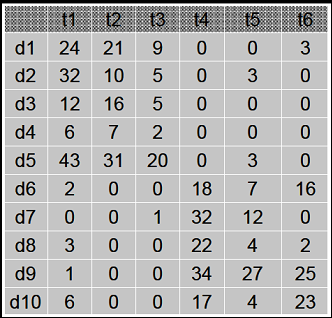 t1 t2 t3 t4 t5 t6
d1 24 21 9 0 0 3
d2 32 10 5 0 3 0
d3 12 16 5 0 0 0
d4 6 7 2 0 0 0
d5 43 31 20 0 3 0
d6 2 0 0 18 7 16
d7 0 0 1 32 12 0
d8 3 0 0 22 4 2
d9 1 0 0 34 27 25
d10 6 0 0 17 4 23